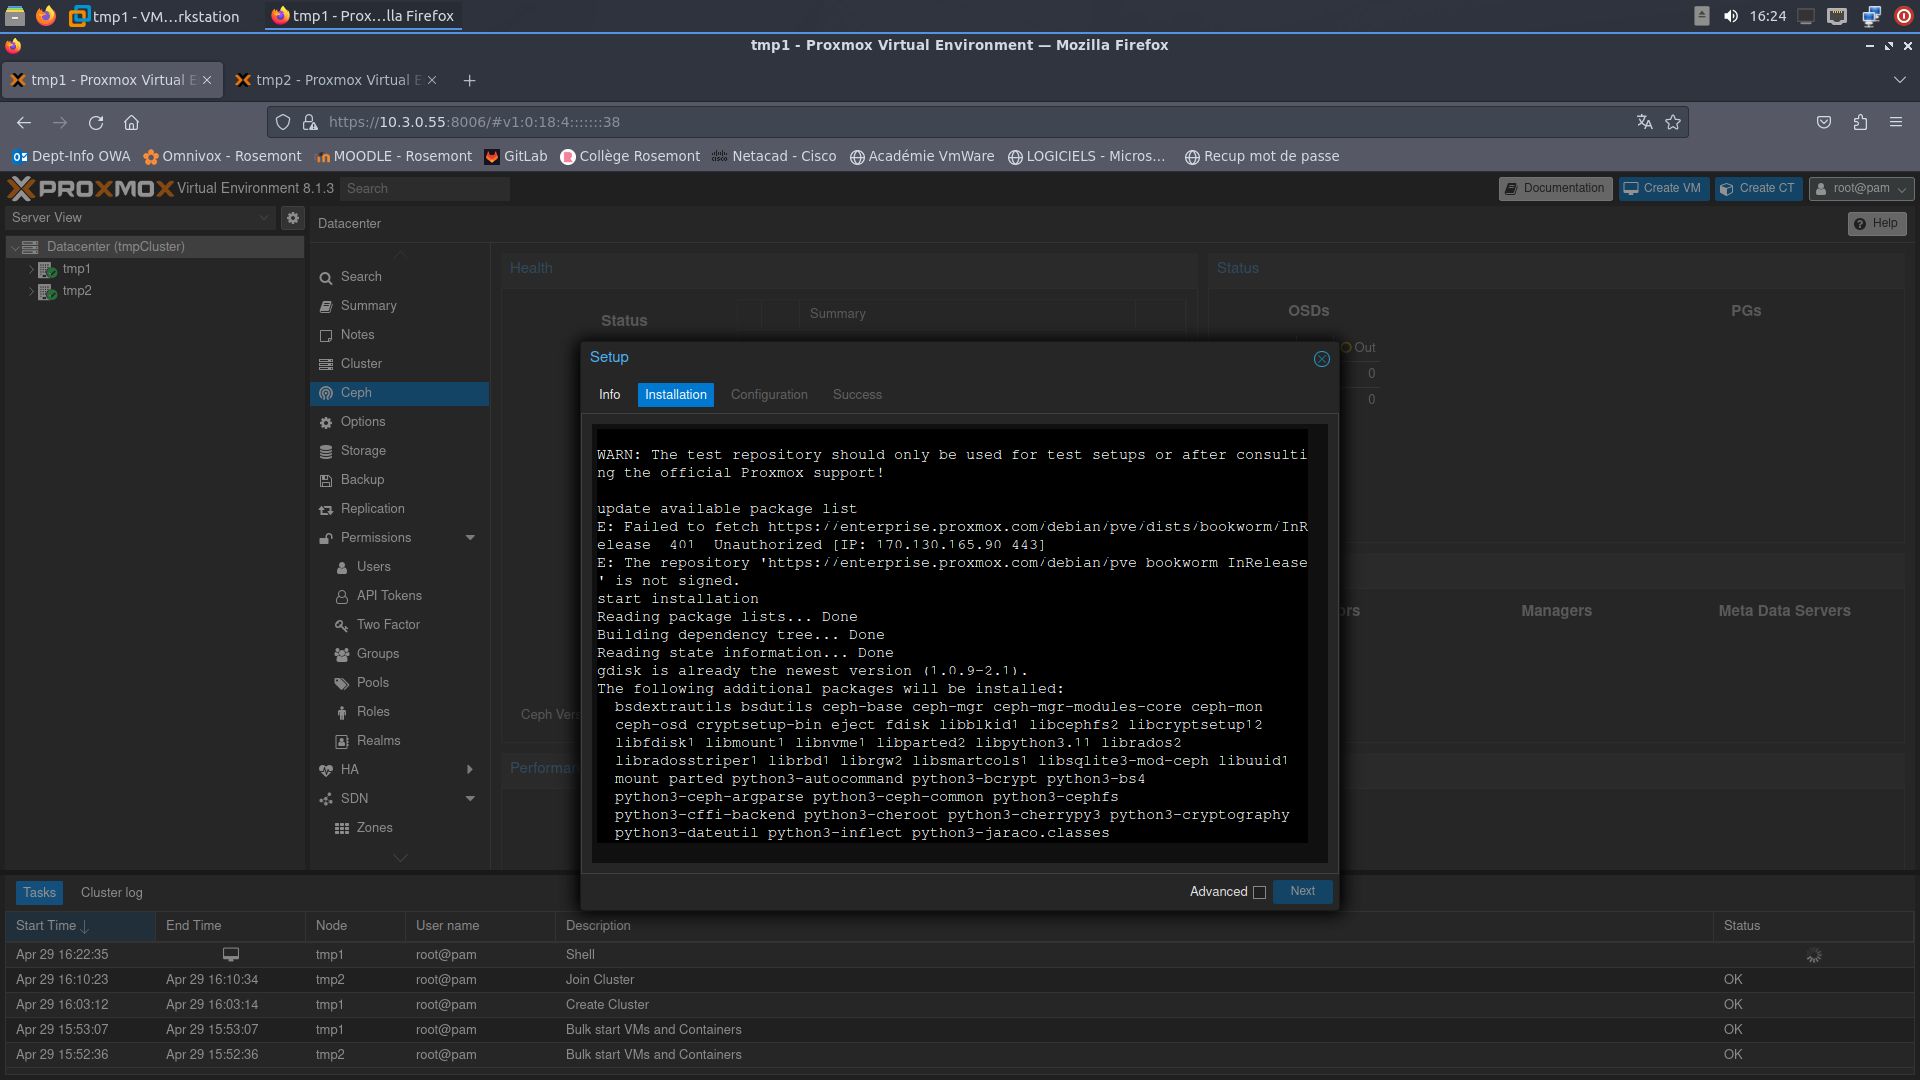 tmp1 - VM...rkstation
tmp1 - Prox...lla Firefox
16:24
tmp1 - Proxmox Virtual Environment — Mozilla Firefox
tmp1 - Proxmox Virtual E
tmp2 - Proxmox Virtual E
https://10.3.0.55:8006/#v1:0:18:4:::::::38
Dept-Info OWA
Omnivox - Rosemont
MOODLE - Rosemont
GitLab
Collège Rosemont
Netacad - Cisco
Académie VmWare
LOGICIELS - Micros...
Recup mot de passe
PROXMOX Virtual Environment 8.1.3
Search
Documentation
Create VM
Create CT
root@pam
Server View
Datacenter
Help
Datacenter (tmpCluster)
tmp1
tmp2
Search
Summary
Notes
Cluster
Ceph
Options
Storage
Backup
Replication
Permissions
Users
API Tokens
Two Factor
Groups
Pools
Roles
Realms
HA
SDN
Zones
Health
Status
Summary
Status
OSDs
PGs
Out
0
0
Managers
Meta Data Servers
Setup
Info
Installation
Configuration
Success
WARN: The test repository should only be used for test setups or after consulti
ng the official Proxmox support!
update available package list
E: Failed to fetch https://enterprise.proxmox.com/debian/pve/dists/bookworm/InR
elease  401  Unauthorized [IP: 170.130.165.90 443]
E: The repository 'https://enterprise.proxmox.com/debian/pve bookworm InRelease
' is not signed.
start installation
Reading package lists... Done
Building dependency tree... Done
Reading state information... Done
gdisk is already the newest version (1.0.9-2.1).
The following additional packages will be installed:
bsdextrautils bsdutils ceph-base ceph-mgr ceph-mgr-modules-core ceph-mon
ceph-osd cryptsetup-bin eject fdisk libblkid1 libcephfs2 libcryptsetup12
libfdisk1 libmount1 libnvme1 libparted2 libpython3.11 librados2
libradosstriper1 librbd1 librgw2 libsmartcols1 libsqlite3-mod-ceph libuuid1
mount parted python3-autocommand python3-bcrypt python3-bs4
python3-ceph-argparse python3-ceph-common python3-cephfs
python3-cffi-backend python3-cheroot python3-cherrypy3 python3-cryptography
python3-dateutil python3-inflect python3-jaraco.classes
Advanced
Next
Tasks
Cluster log
Start Time
End Time
Node
User name
Description
Status
Apr 29 16:22:35 tmp1 root@pam Shell
Apr 29 16:10:23 Apr 29 16:10:34 tmp2 root@pam Join Cluster OK
Apr 29 16:03:12 Apr 29 16:03:14 tmp1 root@pam Create Cluster OK
Apr 29 15:53:07 Apr 29 15:53:07 tmp1 root@pam Bulk start VMs and Containers OK
Apr 29 15:52:36 Apr 29 15:52:36 tmp2 root@pam Bulk start VMs and Containers OK